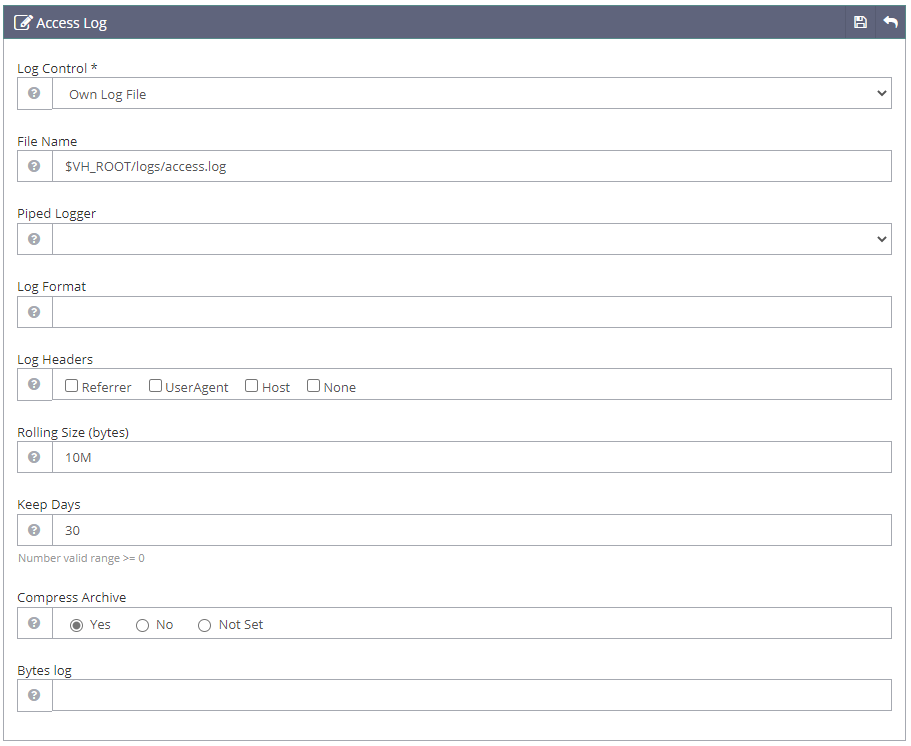 Access Log
Log Control *
Own Log File
File Name
$VH_ROOT/logs/access.log
Piped Logger
Log Format
Log Headers
Referrer UserAgent Host None
Rolling Size (bytes)
10M
Keep Days
30
Number valid range >= 0
Compress Archive
Yes No Not Set
Bytes log